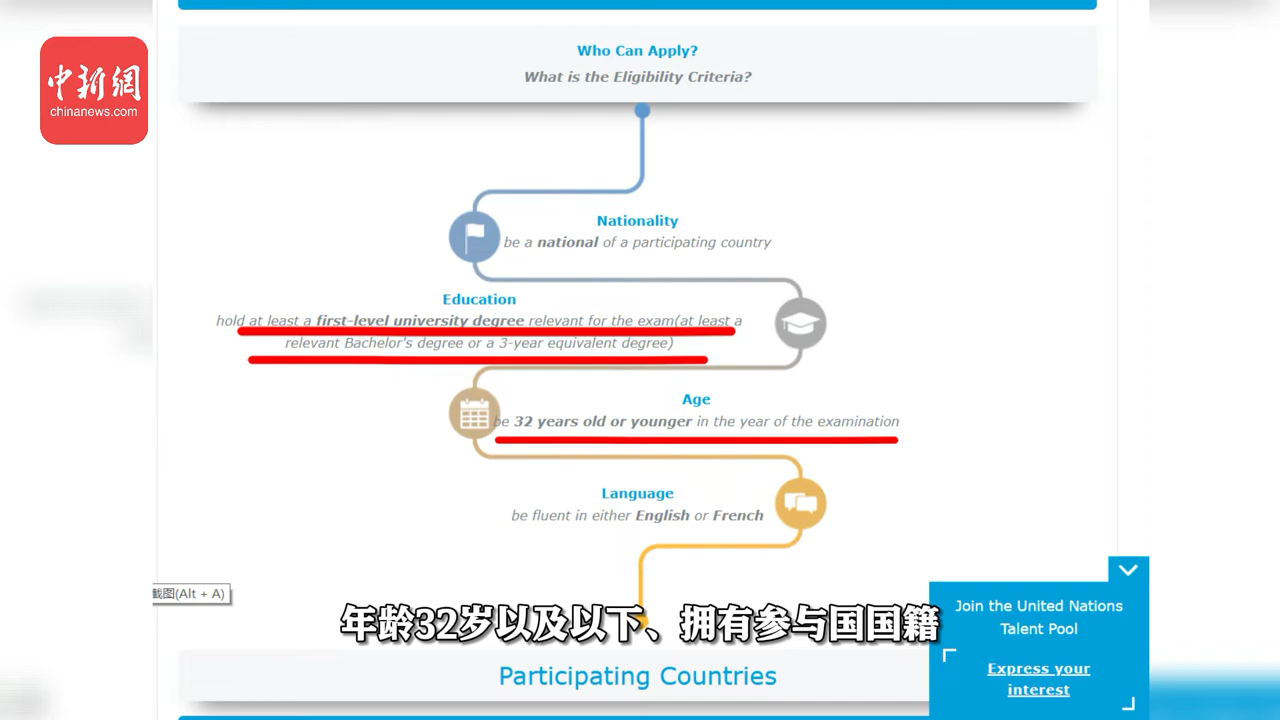 中新網
chinanews.com
Who Can Apply?
What is the Eligibility Criteria?
Nationality
be a national of a participating country
Education
hold at least a first-level university degree relevant for the exam(at least a
relevant Bachelor's degree or a 3-year equivalent degree)
Age
be 32 years old or younger in the year of the examination
Language
be fluent in either English or French
截图(Alt + A)
年龄32岁以及以下、拥有参与国国籍
Join the United Nations
Talent Pool
Express your
interest
Participating Countries